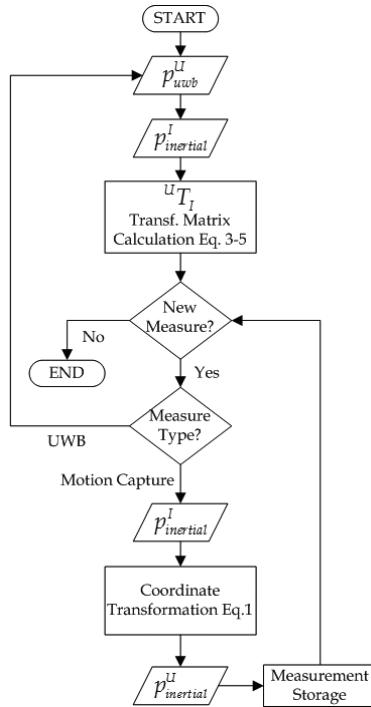 START
p^U_uwb
p^I_inertial
^UT_I
Transf. Matrix
Calculation Eq. 3-5
New
Measure?
No
END
Yes
Measure
Type?
UWB
Motion Capture
p^I_inertial
Coordinate
Transformation Eq.1
p^U_inertial
Measurement
Storage